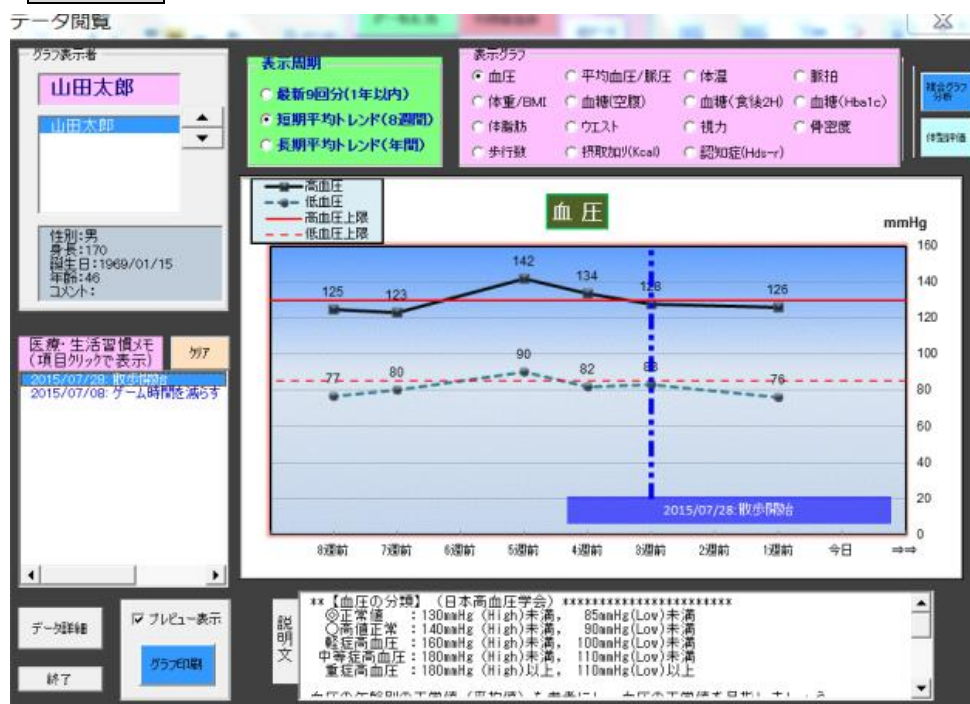 データ閲覧
グラフ表示者
山田太郎
山田太郎
性別:男
身長:170
誕生日:1969/01/15
年齢:46
コメント:
表示周期
最新9回分(1年以内)
短期平均トレンド(8週間)
長期平均トレンド(年間)
表示グラフ
血圧 平均血圧/脈圧 体温 脈拍
体重/BMI 血糖(空腹) 血糖(食後2H) 血糖(Hba1c)
体脂肪 ウエスト 視力 骨密度
歩行数 摂取カロリ(Kcal) 認知症(Hds-r)
複合グラフ
分析
体型評価
医療・生活習慣メモ
(項目クリックで表示)
クリア
2015/07/28: 散歩開始
2015/07/08: ゲーム時間を減らす
高血圧
低血圧
高血圧上限
低血圧上限
血 圧
mmHg
160
140
120
100
80
60
40
20
0
125 123 142 134 128 126
77 80 90 82 83 76
2015/07/28: 散歩開始
8週前 7週前 6週前 5週前 4週前 3週前 2週前 1週前 今日 ⇒⇒
データ詳細
終了
プレビュー表示
グラフ印刷
説明文
**【血圧の分類】 (日本高血圧学会) ************************
◎正常値 :130mmHg (High)未満, 85mmHg(Low)未満
○高値正常 :140mmHg (High)未満, 90mmHg(Low)未満
軽症高血圧 :160mmHg (High)未満, 100mmHg(Low)未満
中等症高血圧:180mmHg (High)未満, 110mmHg(Low)未満
重症高血圧 :180mmHg (High)以上, 110mmHg(Low)以上